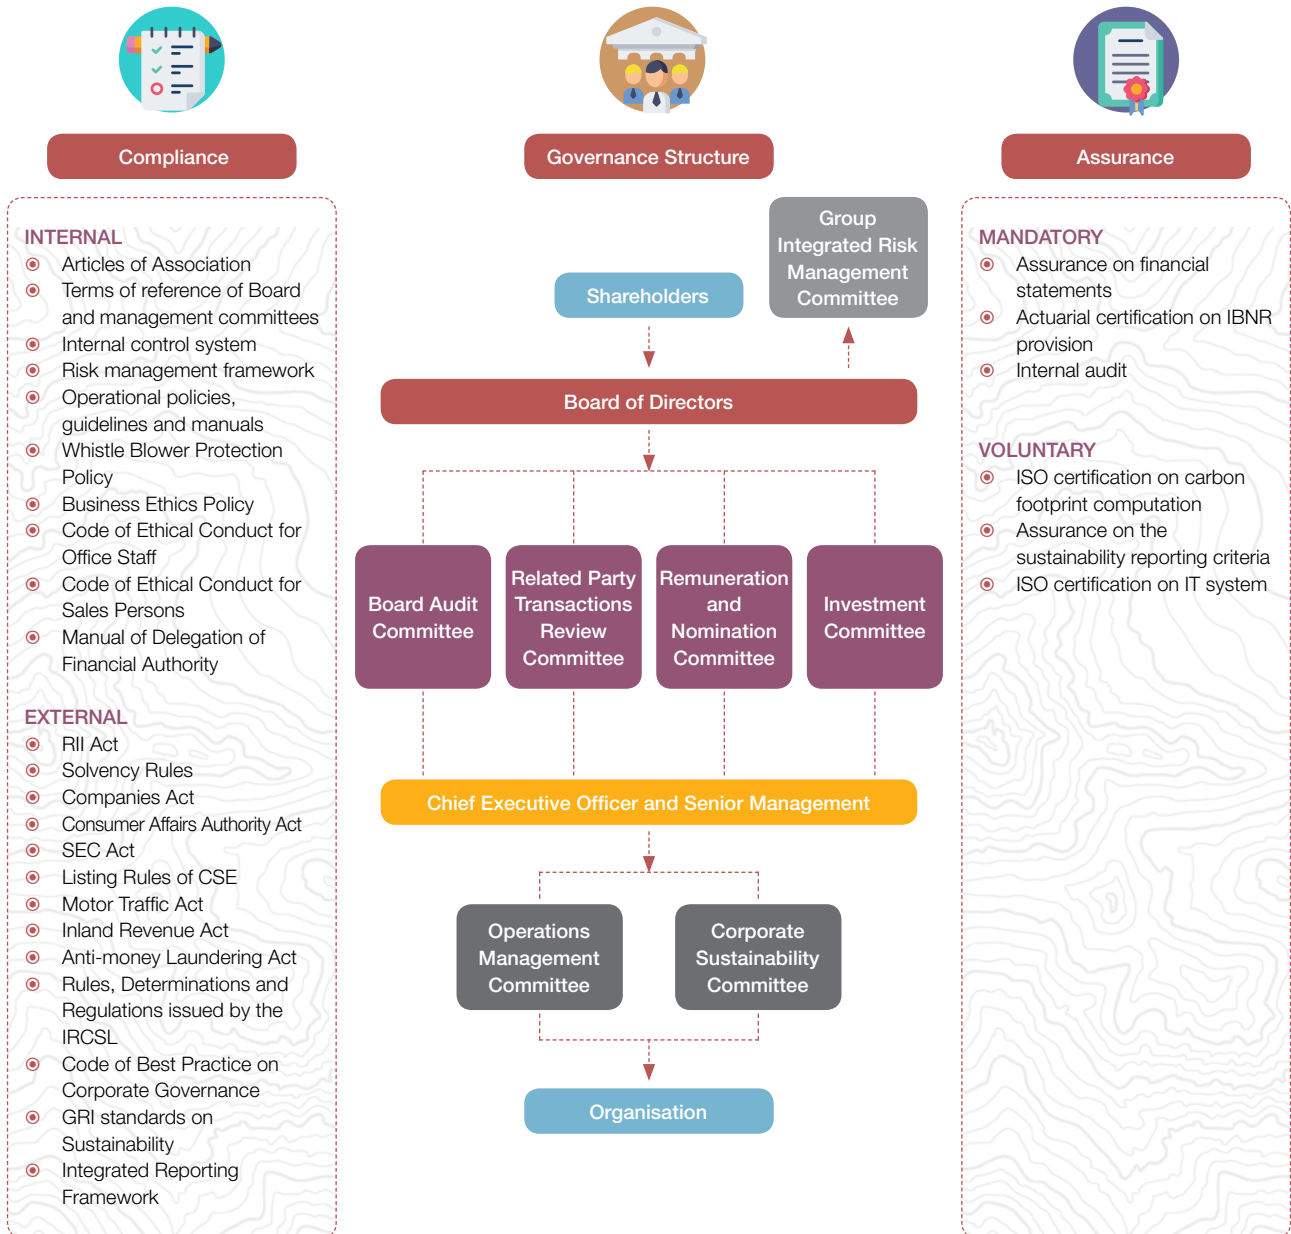 Compliance
INTERNAL
Articles of Association
Terms of reference of Board
and management committees
Internal control system
Risk management framework
Operational policies,
guidelines and manuals
Whistle Blower Protection
Policy
Business Ethics Policy
Code of Ethical Conduct for
Office Staff
Code of Ethical Conduct for
Sales Persons
Manual of Delegation of
Financial Authority
EXTERNAL
RII Act
Solvency Rules
Companies Act
Consumer Affairs Authority Act
SEC Act
Listing Rules of CSE
Motor Traffic Act
Inland Revenue Act
Anti-money Laundering Act
Rules, Determinations and
Regulations issued by the
IRCSL
Code of Best Practice on
Corporate Governance
GRI standards on
Sustainability
Integrated Reporting
Framework
Governance Structure
Group
Integrated Risk
Management
Committee
Shareholders
Board of Directors
Board Audit
Committee
Related Party
Transactions
Review
Committee
Remuneration
and
Nomination
Committee
Investment
Committee
Chief Executive Officer and Senior Management
Operations
Management
Committee
Corporate
Sustainability
Committee
Organisation
Assurance
MANDATORY
Assurance on financial
statements
Actuarial certification on IBNR
provision
Internal audit
VOLUNTARY
ISO certification on carbon
footprint computation
Assurance on the
sustainability reporting criteria
ISO certification on IT system